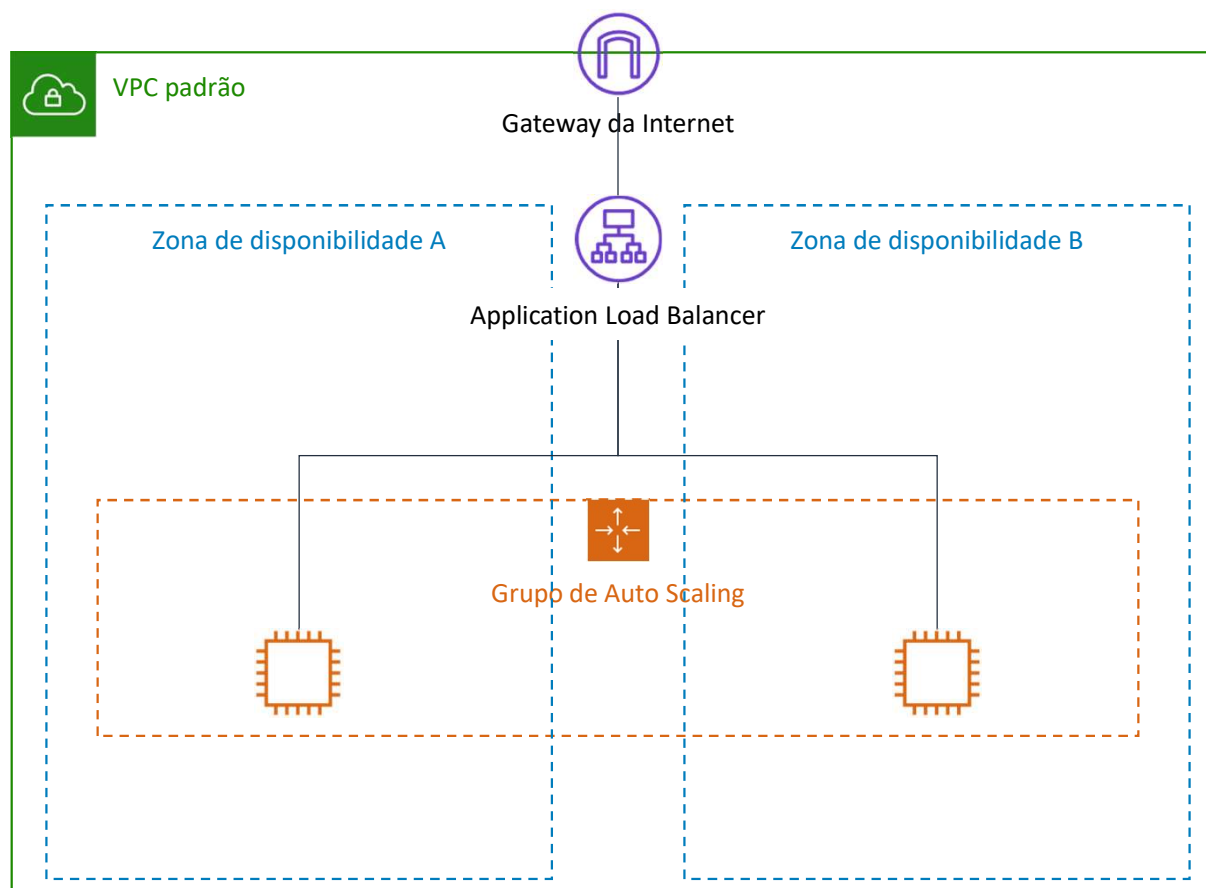 VPC padrão
Gateway da Internet
Zona de disponibilidade A
Zona de disponibilidade B
Application Load Balancer
Grupo de Auto Scaling